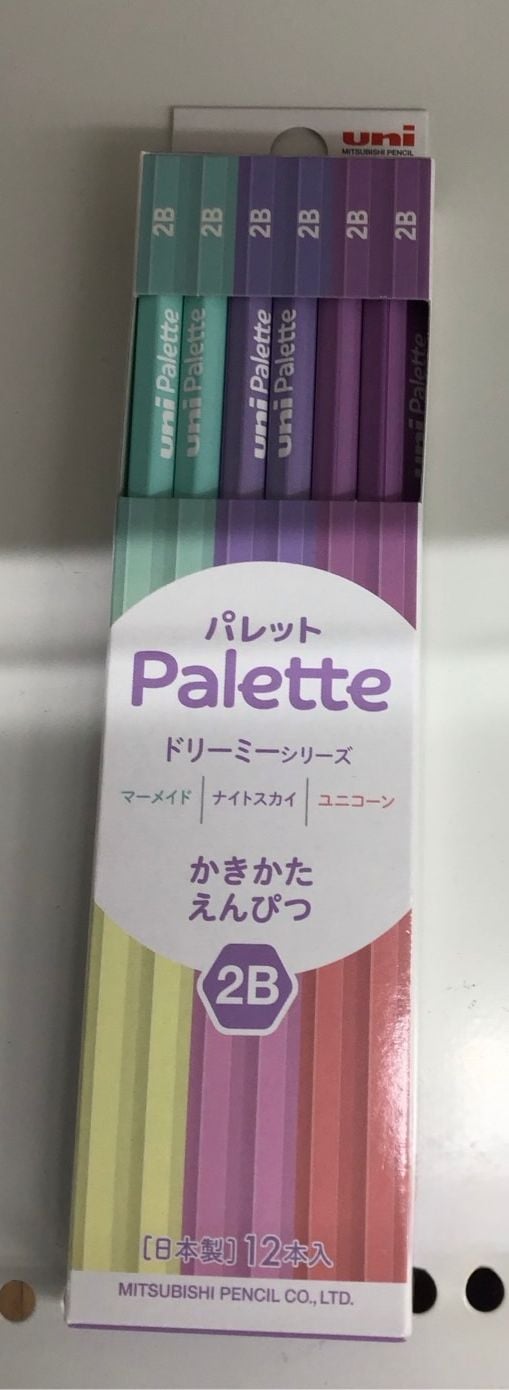 uni
MITSUBISHI PENCIL
2B 2B 2B 2B 2B 2B
uni Palette
uni Palette
uni Palette
uni Palette
uni Palette
パレット
Palette
ドリーミーシリーズ
マーメイド ナイトスカイ ユニコーン
かきかた
えんぴつ
2B
[日本製] 12本入
MITSUBISHI PENCIL CO., LTD.